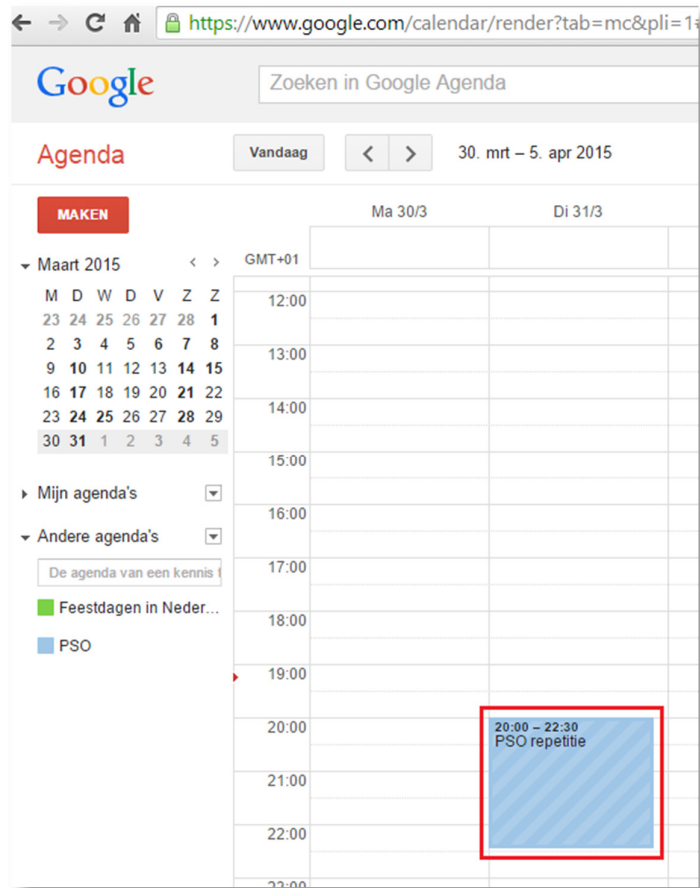 https://www.google.com/calendar/render?tab=mc&pli=1
Google
Zoeken in Google Agenda
Agenda
Vandaag
30. mrt – 5. apr 2015
MAKEN
Ma 30/3
Di 31/3
Maart 2015
GMT+01
M D W D V Z Z
23 24 25 26 27 28 1
2 3 4 5 6 7 8
9 10 11 12 13 14 15
16 17 18 19 20 21 22
23 24 25 26 27 28 29
30 31 1 2 3 4 5
Mijn agenda's
Andere agenda's
De agenda van een kennis
Feestdagen in Neder...
PSO
12:00
13:00
14:00
15:00
16:00
17:00
18:00
19:00
20:00
21:00
22:00
23:00
20:00 – 22:30
PSO repetitie